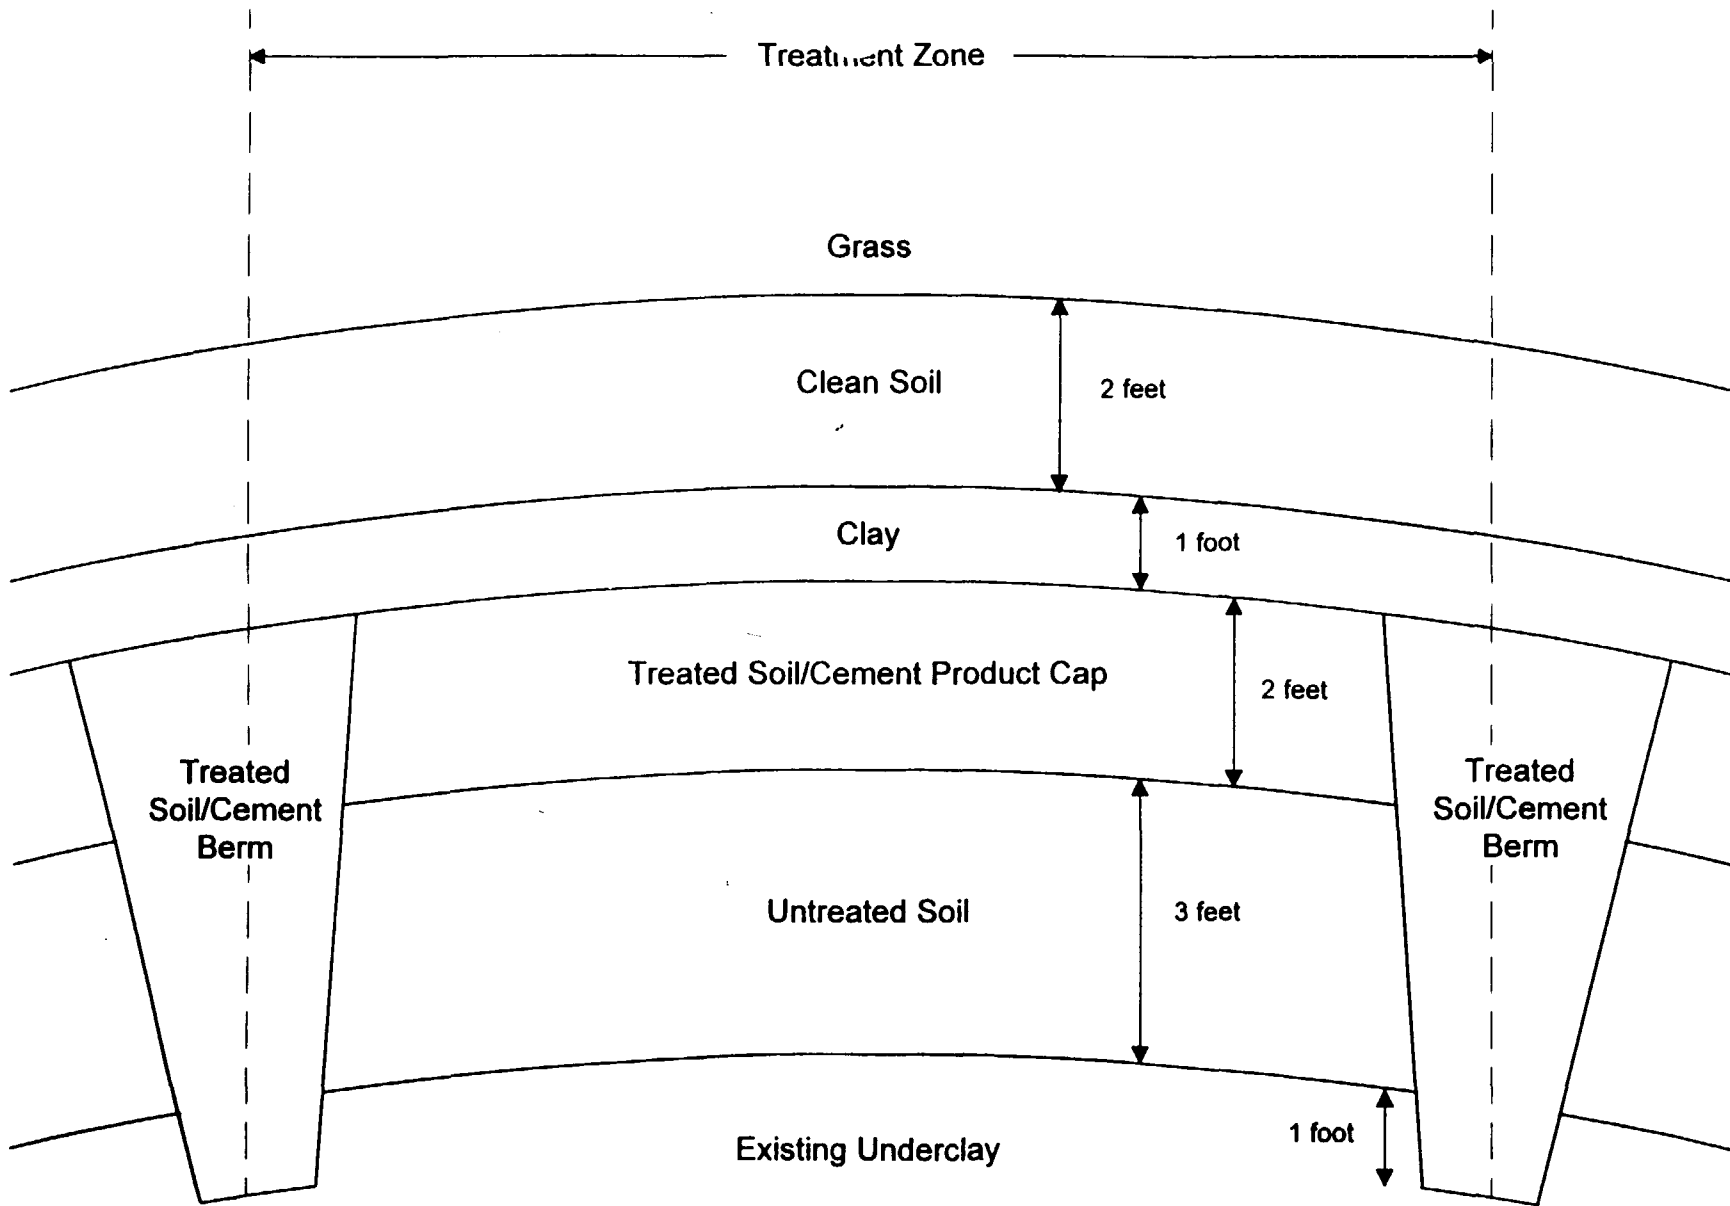 Treatment Zone
Grass
Clean Soil
2 feet
Clay
1 foot
Treated Soil/Cement Product Cap
2 feet
Treated
Soil/Cement
Berm
Treated
Soil/Cement
Berm
Untreated Soil
3 feet
1 foot
Existing Underclay